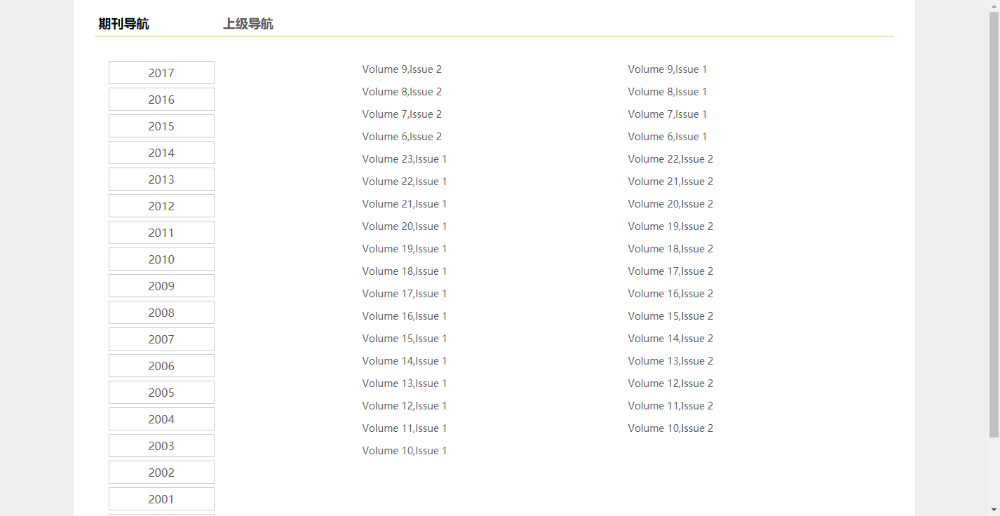 期刊导航 上级导航
2017
2016
2015
2014
2013
2012
2011
2010
2009
2008
2007
2006
2005
2004
2003
2002
2001
Volume 9,Issue 2 Volume 9,Issue 1
Volume 8,Issue 2 Volume 8,Issue 1
Volume 7,Issue 2 Volume 7,Issue 1
Volume 6,Issue 2 Volume 6,Issue 1
Volume 23,Issue 1 Volume 22,Issue 2
Volume 22,Issue 1 Volume 21,Issue 2
Volume 21,Issue 1 Volume 20,Issue 2
Volume 20,Issue 1 Volume 19,Issue 2
Volume 19,Issue 1 Volume 18,Issue 2
Volume 18,Issue 1 Volume 17,Issue 2
Volume 17,Issue 1 Volume 16,Issue 2
Volume 16,Issue 1 Volume 15,Issue 2
Volume 15,Issue 1 Volume 14,Issue 2
Volume 14,Issue 1 Volume 13,Issue 2
Volume 13,Issue 1 Volume 12,Issue 2
Volume 12,Issue 1 Volume 11,Issue 2
Volume 11,Issue 1 Volume 10,Issue 2
Volume 10,Issue 1